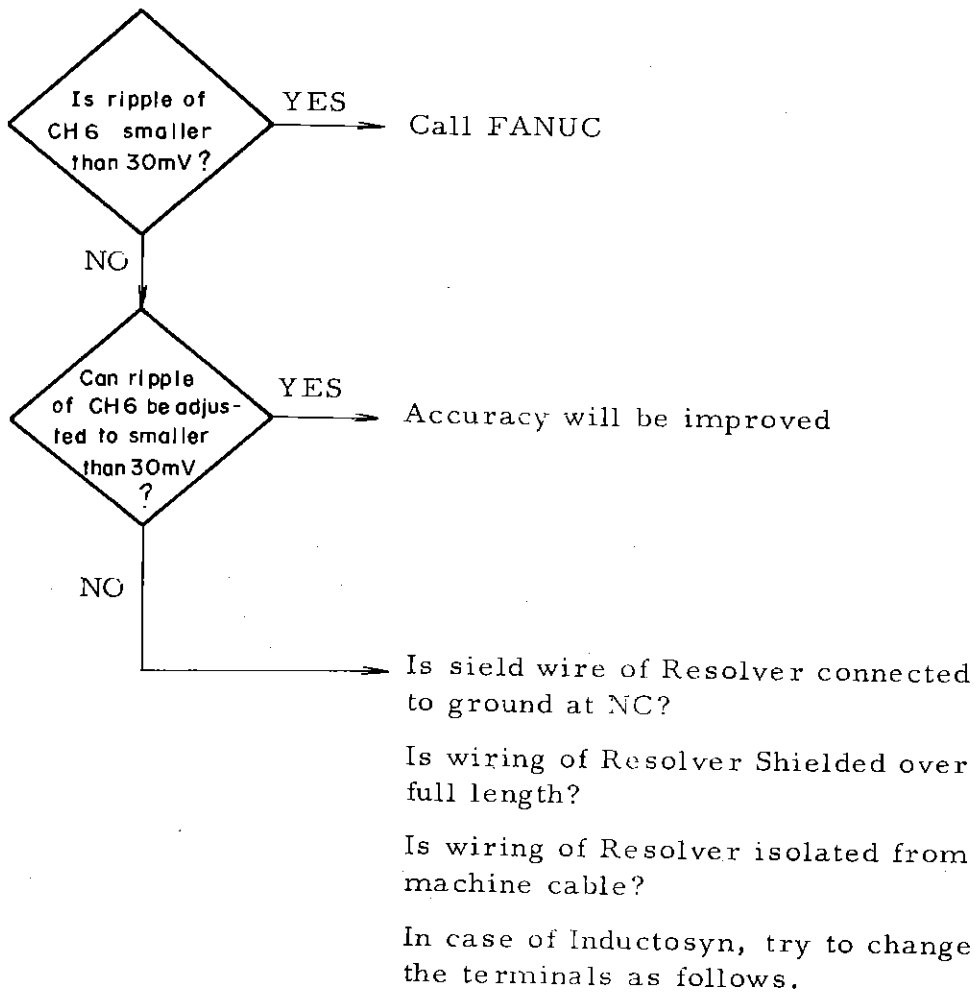 Is ripple of
CH 6 smaller
than 30mV?
YES
Call FANUC
NO
Can ripple
of CH6 be adjus-
ted to smaller
than 30mV
?
YES
Accuracy will be improved
NO
Is sield wire of Resolver connected
to ground at NC?
Is wiring of Resolver Shielded over
full length?
Is wiring of Resolver isolated from
machine cable?
In case of Inductosyn, try to change
the terminals as follows.